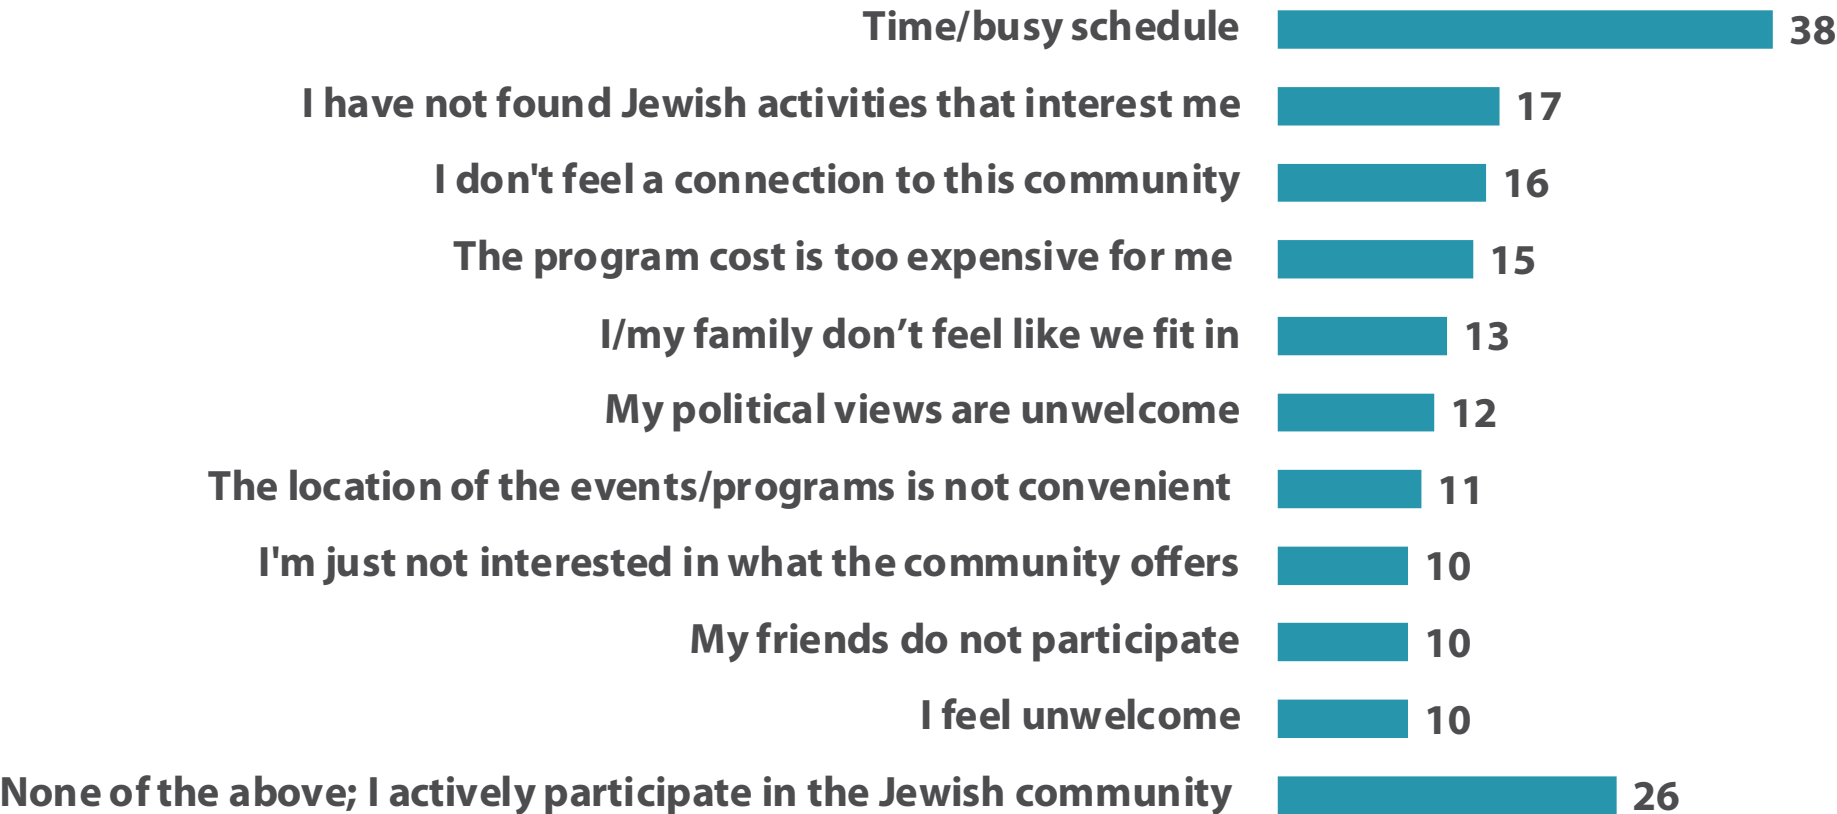 Time/busy schedule 38
I have not found Jewish activities that interest me 17
I don't feel a connection to this community 16
The program cost is too expensive for me 15
I/my family don’t feel like we fit in 13
My political views are unwelcome 12
The location of the events/programs is not convenient 11
I'm just not interested in what the community offers 10
My friends do not participate 10
I feel unwelcome 10
None of the above; I actively participate in the Jewish community 26